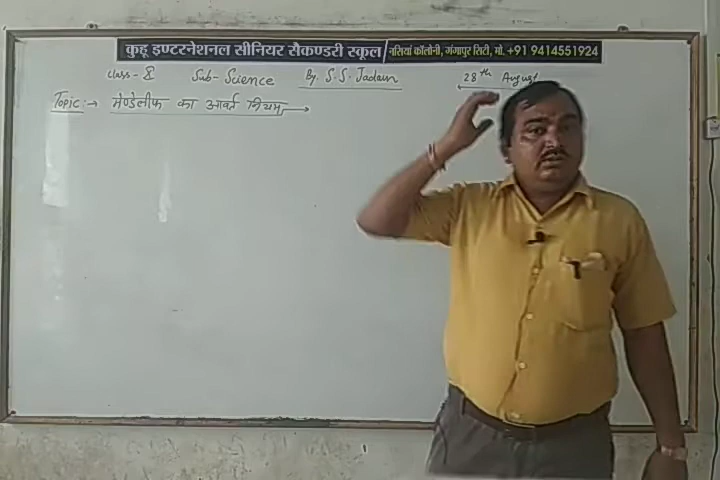 कुहू इण्टरनेशनल सीनियर सैकण्डरी स्कूल नसियां कॉलोनी, गंगापुर सिटी, मो. +91 9414551924
class - 8 Sub - Science By. S. S. Jadaun 28th August
Topic :→ मेण्डेलीफ का आवर्त नियम →